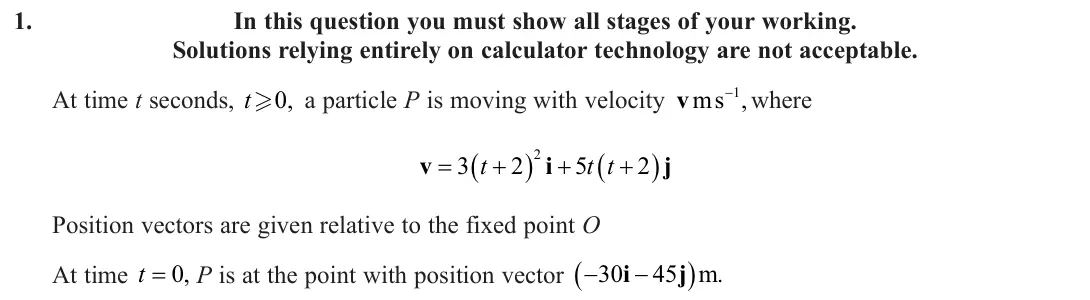 1. In this question you must show all stages of your working.
Solutions relying entirely on calculator technology are not acceptable.
At time t seconds, t⩾0, a particle P is moving with velocity v m s⁻¹, where
v = 3(t + 2)² i + 5t(t + 2) j
Position vectors are given relative to the fixed point O
At time t = 0, P is at the point with position vector (−30i − 45j) m.